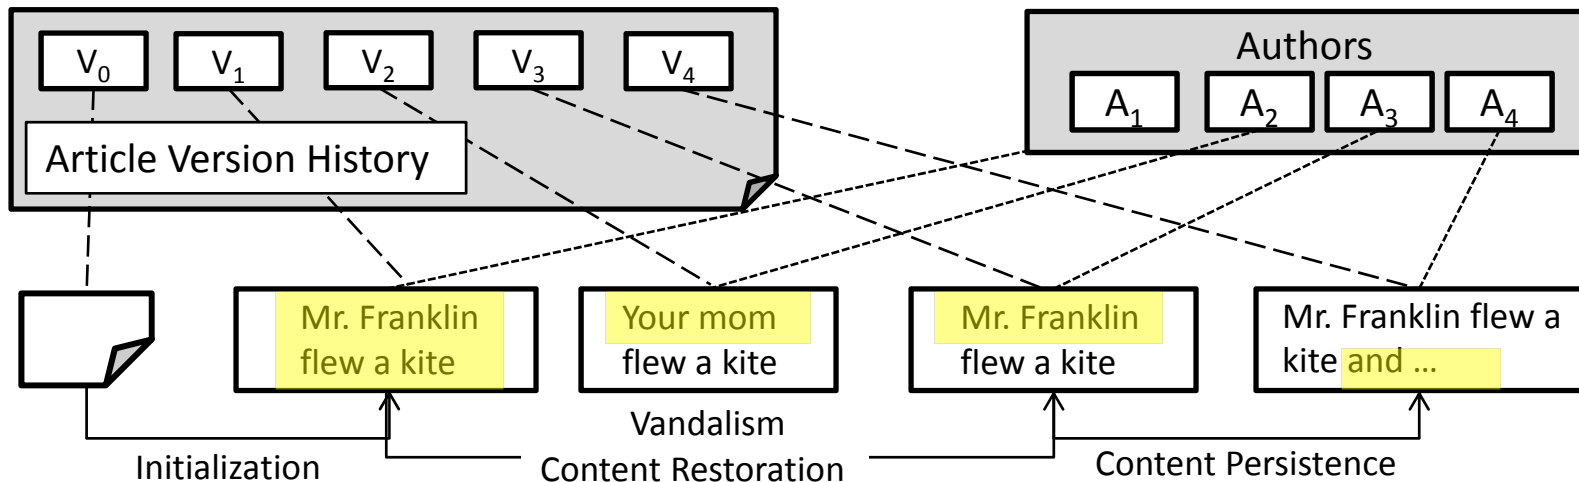 V0 V1 V2 V3 V4
Article Version History
Authors
A1 A2 A3 A4
Mr. Franklin
flew a kite
Your mom
flew a kite
Mr. Franklin
flew a kite
Mr. Franklin flew a
kite and ...
Initialization
Vandalism
Content Restoration
Content Persistence